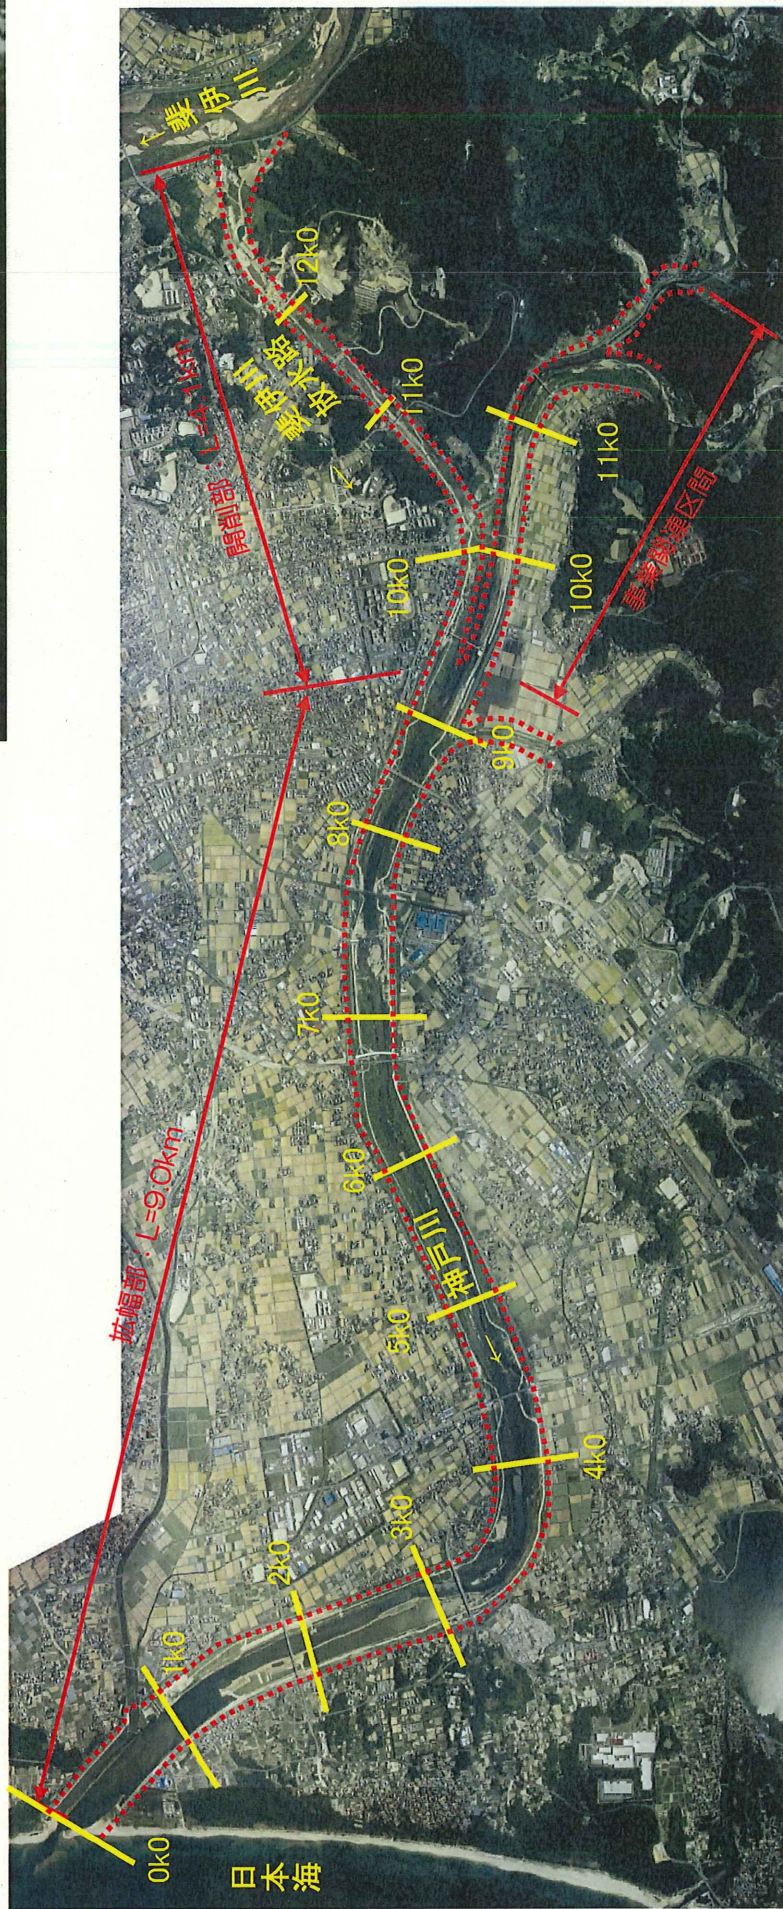 拡幅部：L=9.0km
開削部：L=4.1km
事業関連区間
日本海
0k0
1k0
2k0
3k0
4k0
5k0
神戸川
←
6k0
7k0
8k0
9k0
10k0
10k0
11k0
11k0
12k0
斐伊川
放水路
←
斐伊川
←